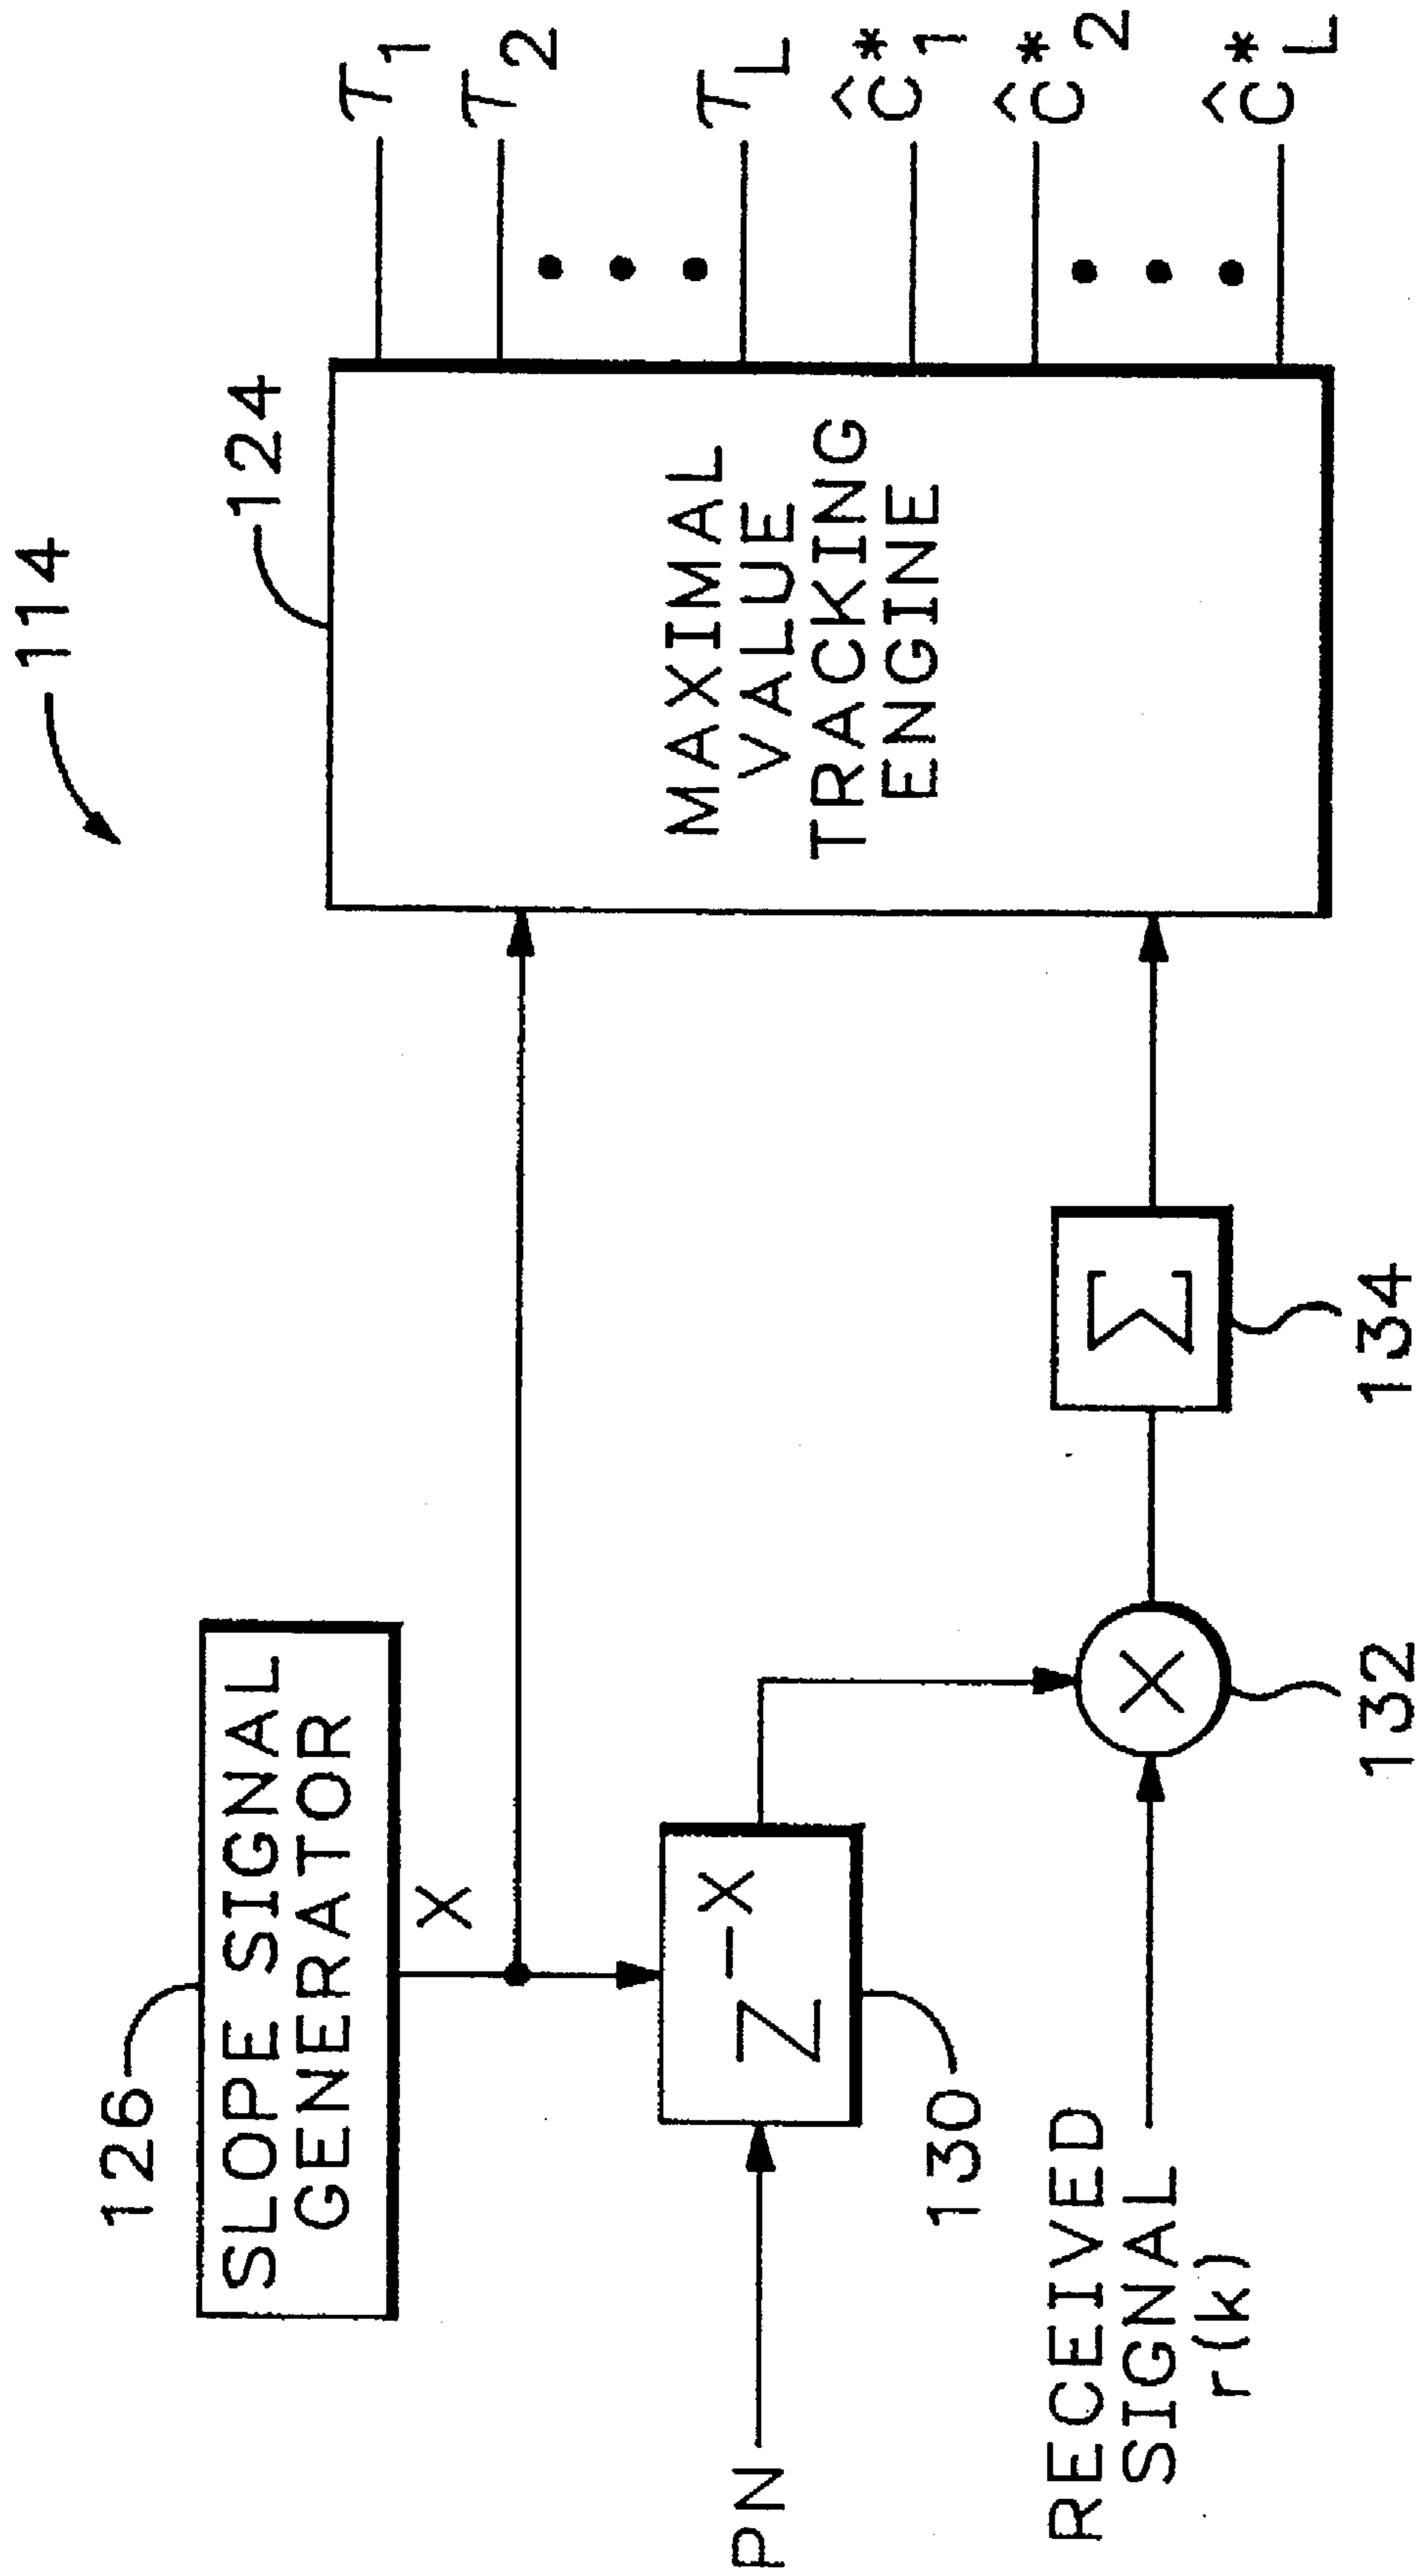 114
124
126
SLOPE SIGNAL
GENERATOR
X
PN
Z^-X
130
RECEIVED
SIGNAL
r(k)
X
132
Σ
134
MAXIMAL
VALUE
TRACKING
ENGINE
τ1
τ2
τL
Ĉ*1
Ĉ*2
Ĉ*L